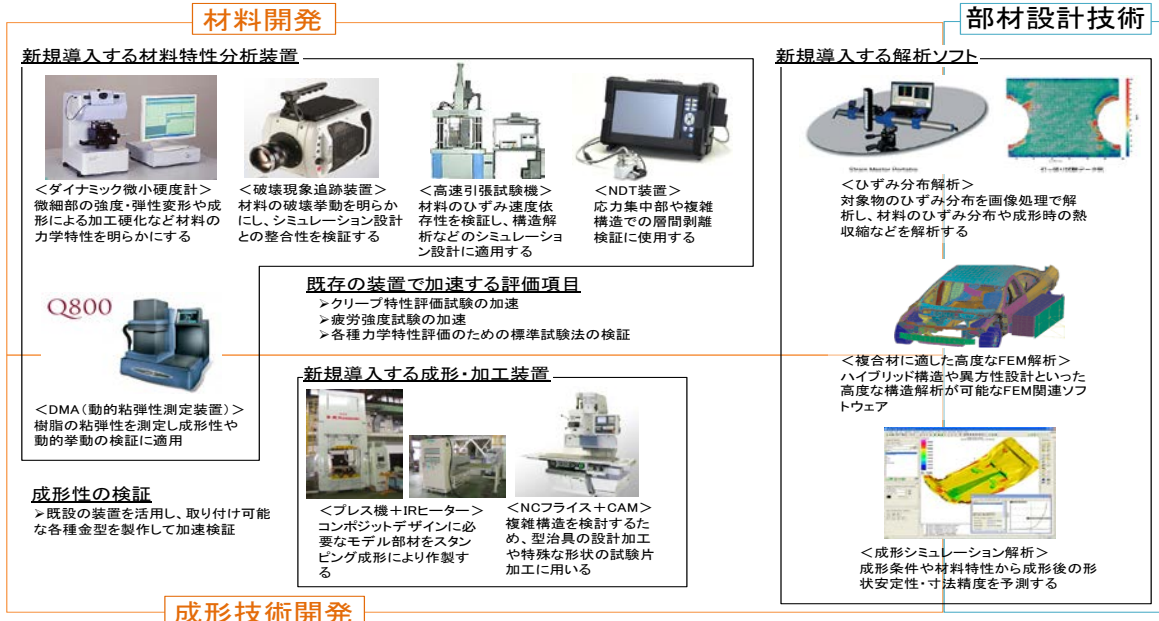 材料開発
部材設計技術
新規導入する材料特性分析装置
＜ダイナミック微小硬度計＞
微細部の強度・弾性変形や成
形による加工硬化など材料の
力学特性を明らかにする
＜破壊現象追跡装置＞
材料の破壊挙動を明らか
にし、シミュレーション設計
との整合性を検証する
＜高速引張試験機＞
材料のひずみ速度依
存性を検証し、構造解
析などのシミュレーショ
ン設計に適用する
＜NDT装置＞
応力集中部や複雑
構造での層間剥離
検証に使用する
Q800
＜DMA（動的粘弾性測定装置）＞
樹脂の粘弾性を測定し成形性や
動的挙動の検証に適用
既存の装置で加速する評価項目
➢クリープ特性評価試験の加速
➢疲労強度試験の加速
➢各種力学特性評価のための標準試験法の検証
成形性の検証
➢既設の装置を活用し、取り付け可能
な各種金型を製作して加速検証
新規導入する成形・加工装置
＜プレス機＋IRヒーター＞
コンポジットデザインに必
要なモデル部材をスタン
ピング成形により作製す
る
＜NCフライス＋CAM＞
複雑構造を検討するた
め、型治具の設計加工
や特殊な形状の試験片
加工に用いる
新規導入する解析ソフト
＜ひずみ分布解析＞
対象物のひずみ分布を画像処理で解
析し、材料のひずみ分布や成形時の熱
収縮などを解析する
＜複合材に適した高度なFEM解析＞
ハイブリッド構造や異方性設計といった
高度な構造解析が可能なFEM関連ソフ
トウェア
＜成形シミュレーション解析＞
成形条件や材料特性から成形後の形
状安定性・寸法精度を予測する
成形技術開発